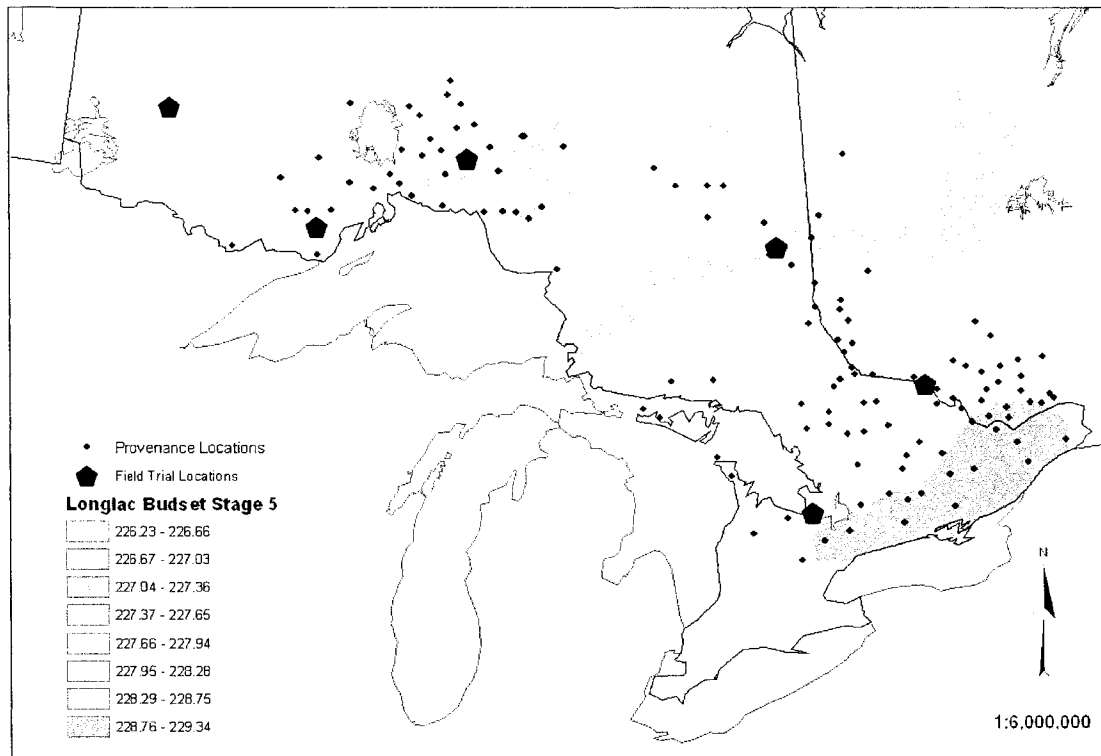 Provenance Locations
Field Trial Locations
Longlac Budset Stage 5
226.23 - 226.66
226.67 - 227.03
227.04 - 227.36
227.37 - 227.65
227.66 - 227.94
227.95 - 228.28
228.29 - 228.75
228.76 - 229.34
N
1:6,000,000